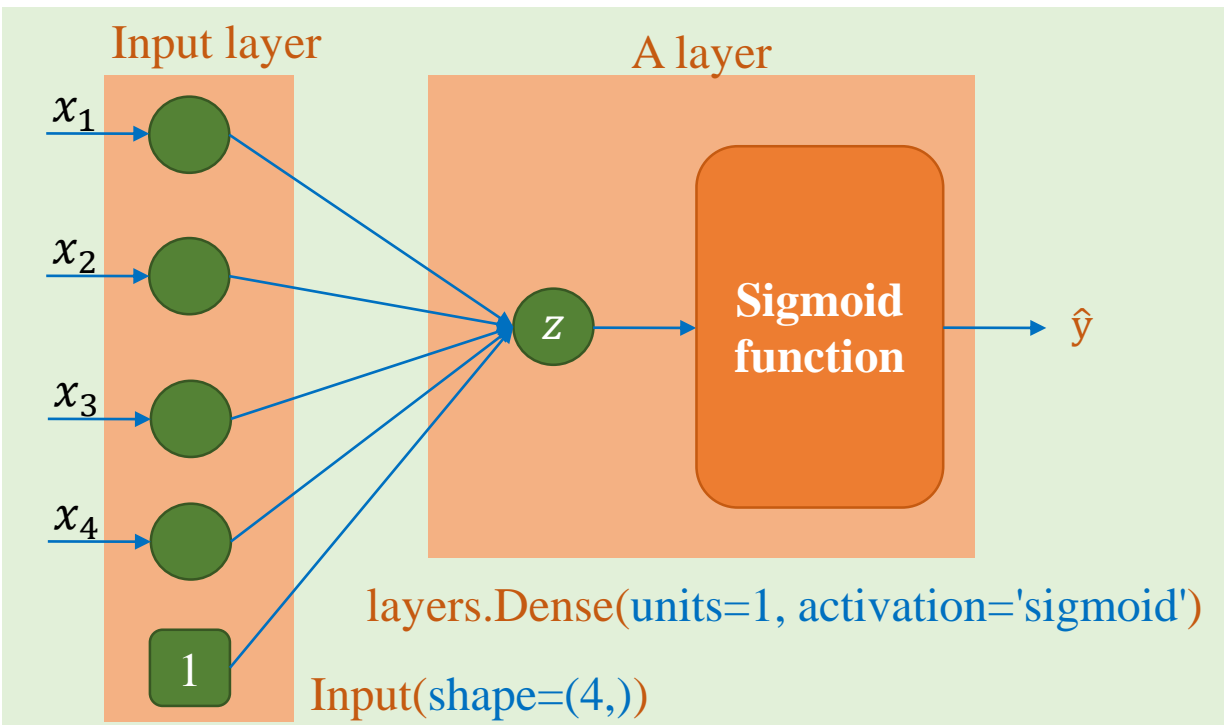 Input layer
A layer
x₁
x₂
x₃
x₄
1
z
Sigmoid
function
ŷ
layers.Dense(units=1, activation='sigmoid')
Input(shape=(4,))